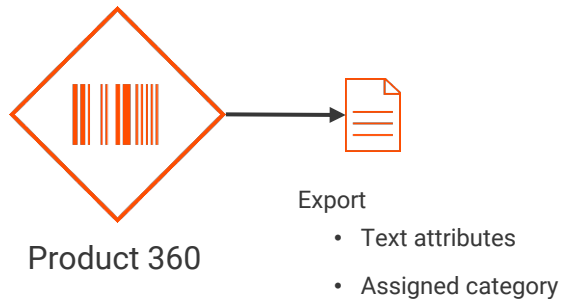 Product 360
Export
• Text attributes
• Assigned category